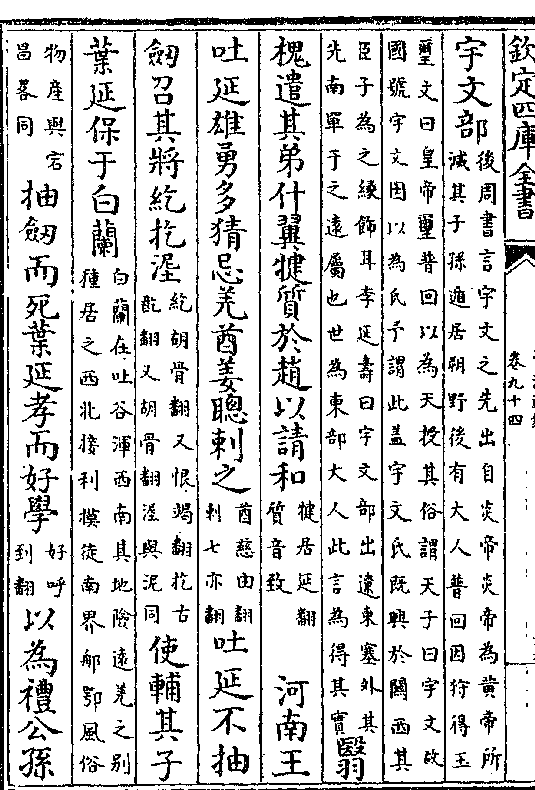 欽定四庫全書
卷九十四
宇文部
後周書言宇文之先出自炎帝炎帝為黃帝所
滅其子孫遁居朔野後有大人普回因狩得玉
璽文曰皇帝璽普回以為天授其俗謂天子曰宇文故
國號宇文因以為氏予謂此盖宇文氏既興於關西其
臣子為之緣飾耳李延壽曰宇文部出遼東塞外其
先南單于之遠屬也世為東部大人此言為得其實
翳
槐遣其弟什翼犍質於趙以請和
犍居延翻
質音致
河南王
吐延雄勇多猜忌羌酋姜聰刺之
酋慈由翻
刺七亦翻
吐延不抽
劔召其將紇扢埿
紇胡骨翻又恨竭翻扢古
齕翻又胡骨翻埿與泥同
使輔其子
葉延保于白蘭
白蘭在吐谷渾西南其地險遠羌之别
種居之西北接利摸徒南界郍鄂風俗
物産與宕
昌畧同
抽劔而死葉延孝而好學
好呼
到翻
以為禮公孫